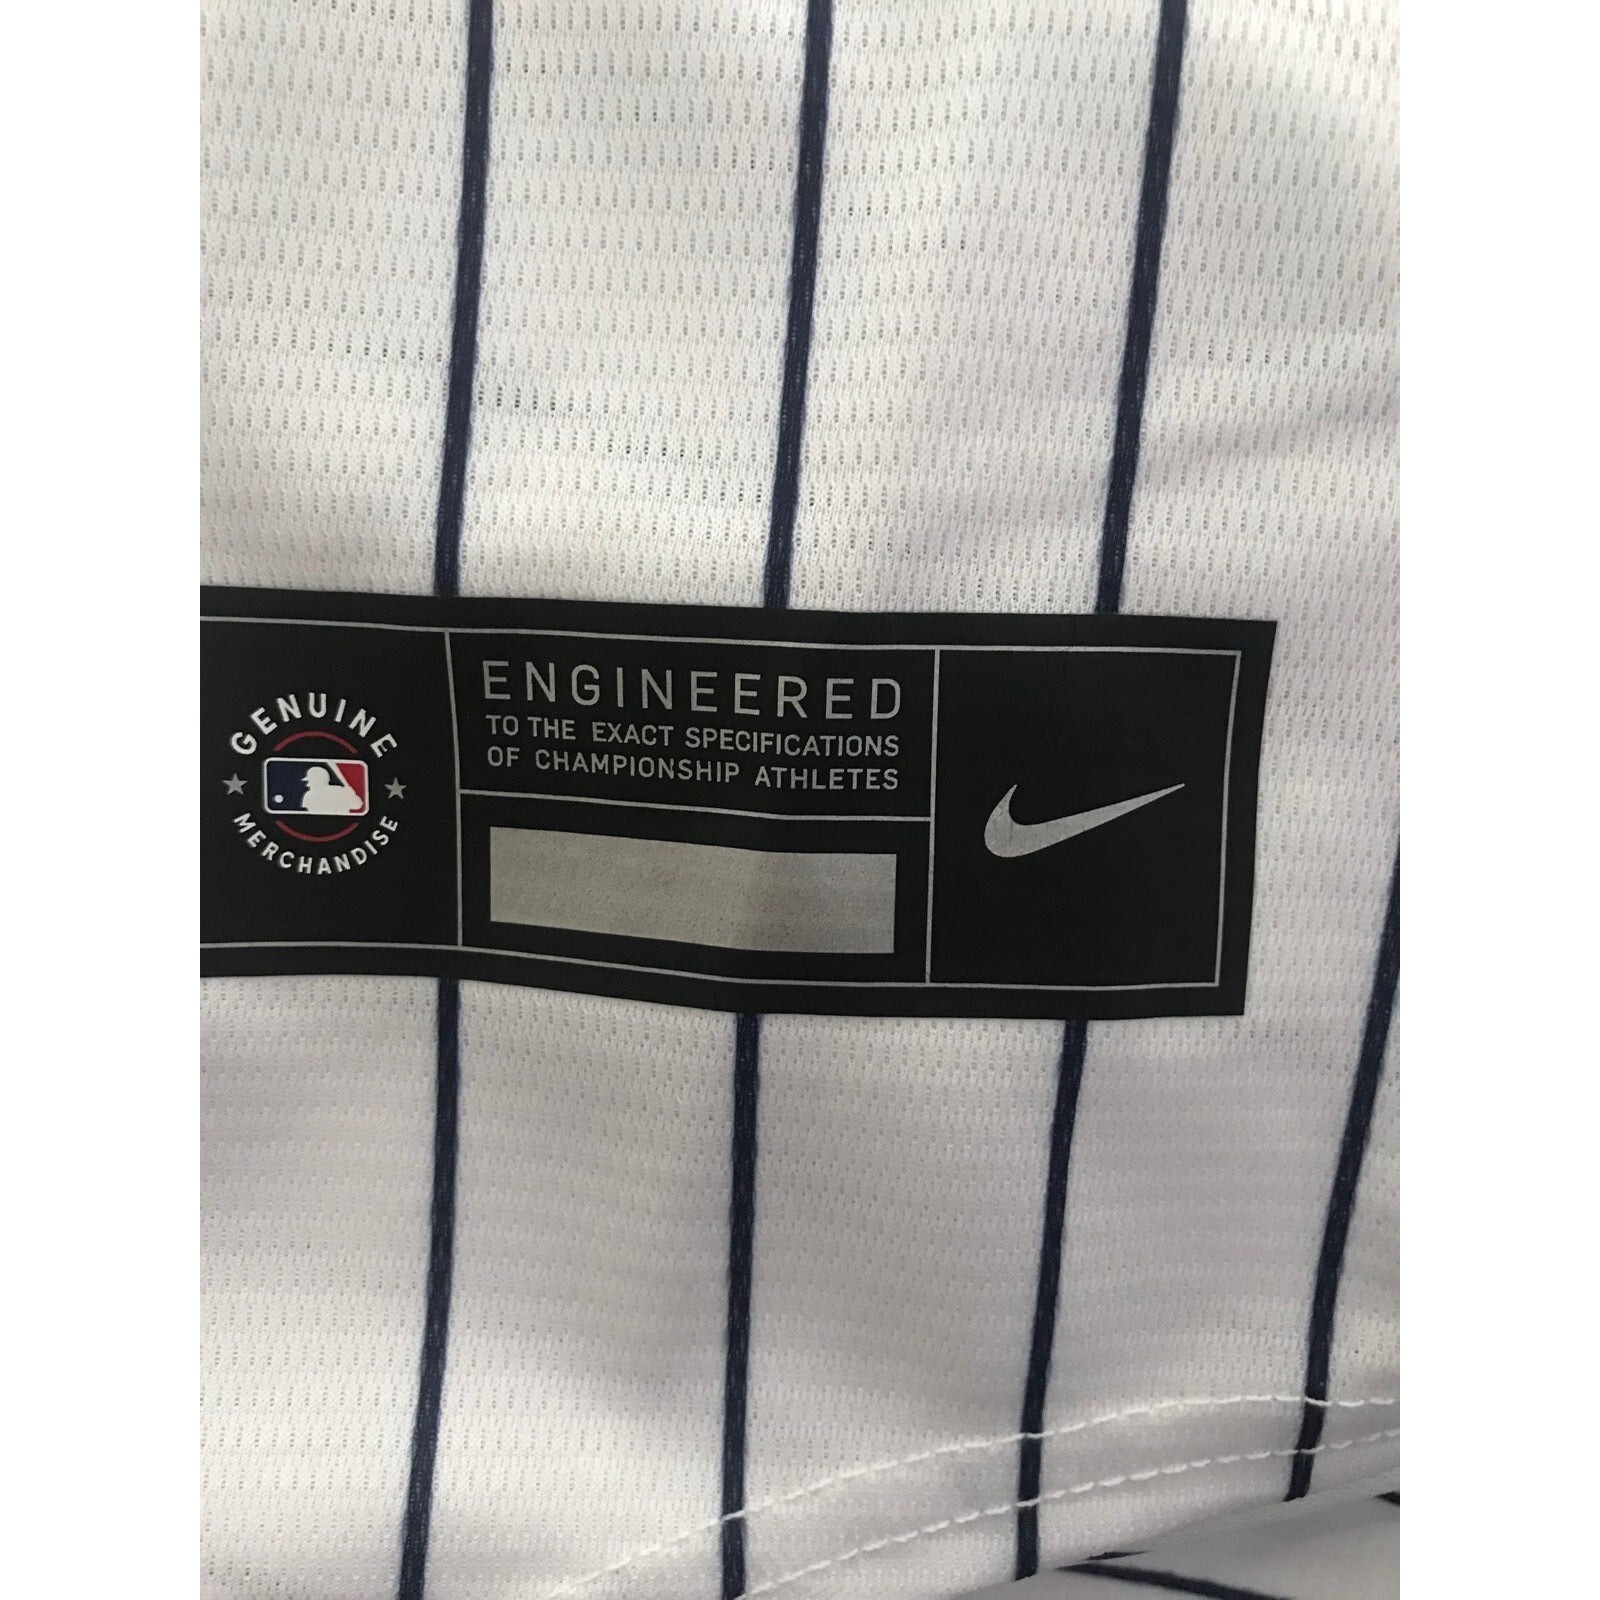 GENUINE
MERCHANDISE
ENGINEERED
TO THE EXACT SPECIFICATIONS
OF CHAMPIONSHIP ATHLETES